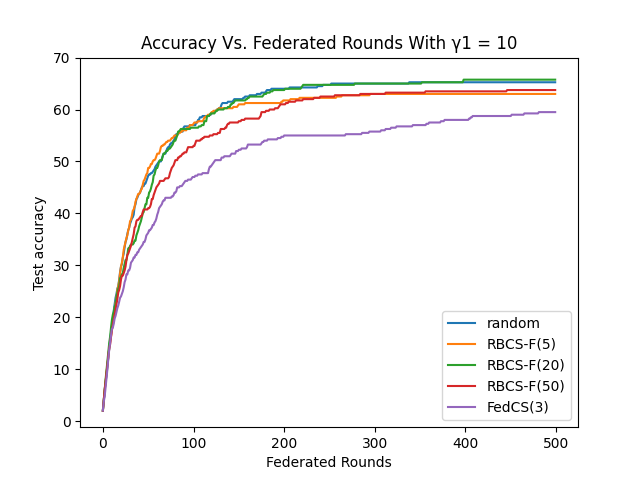 Accuracy Vs. Federated Rounds With γ1 = 10
Test accuracy
70
60
50
40
30
20
10
0
random
RBCS-F(5)
RBCS-F(20)
RBCS-F(50)
FedCS(3)
0 100 200 300 400 500
Federated Rounds